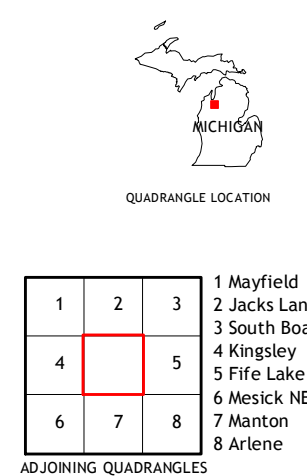 MICHIGAN
QUADRANGLE LOCATION
1 2 3
4 5
6 7 8
1 Mayfield
2 Jacks Lan
3 South Boa
4 Kingsley
5 Fife Lake
6 Mesick NE
7 Manton
8 Arlene
ADJOINING QUADRANGLES